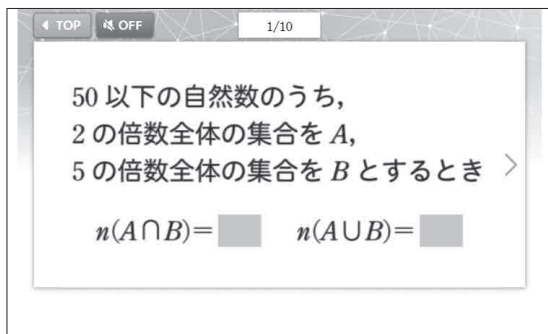 TOP OFF 1/10
50 以下の自然数のうち,
2 の倍数全体の集合を A,
5 の倍数全体の集合を B とするとき
n(A∩B)= n(A∪B)=